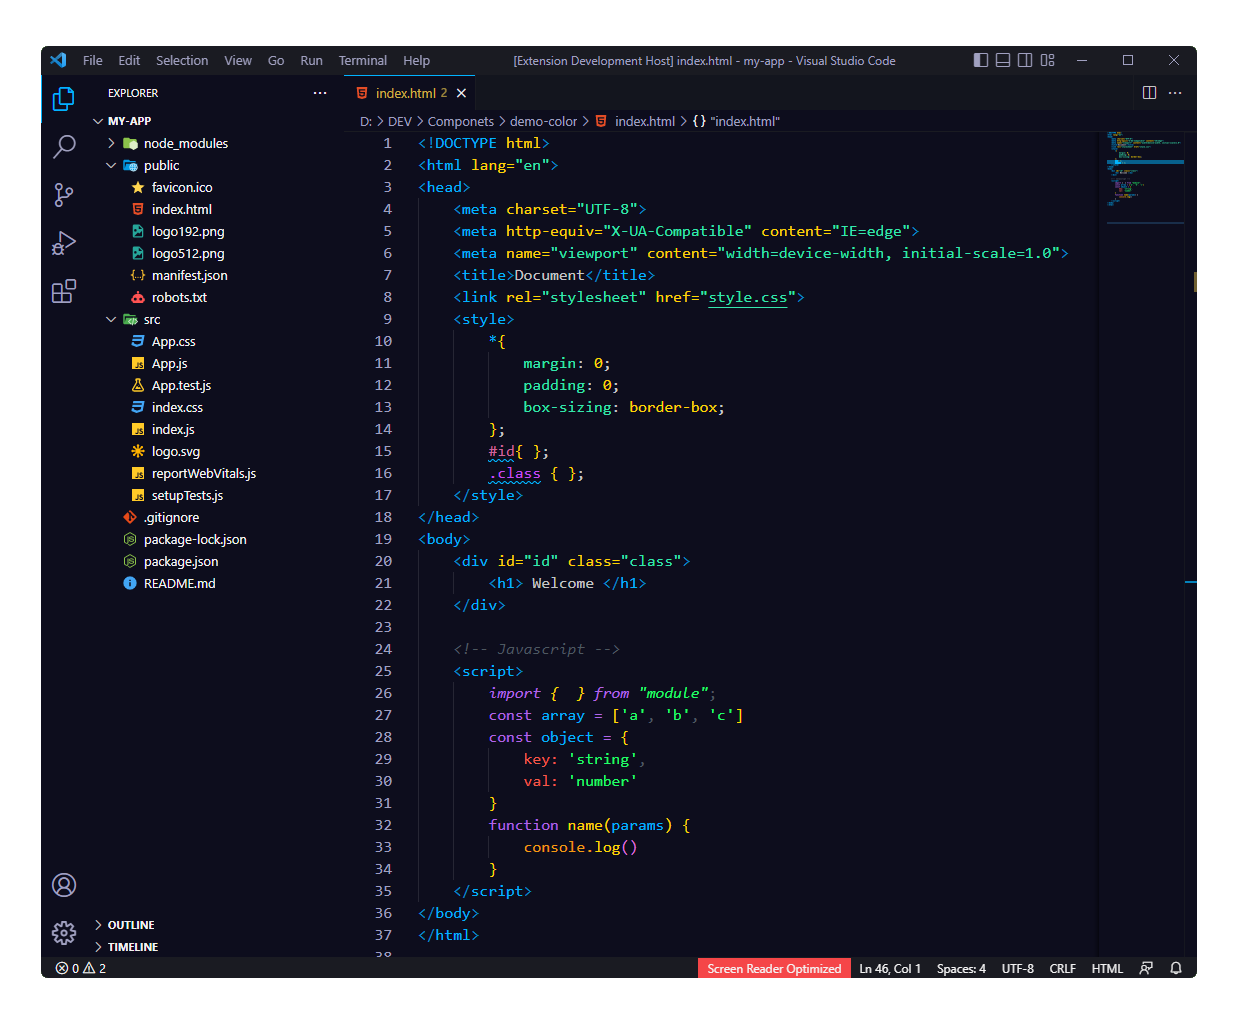 File Edit Selection View Go Run Terminal Help [Extension Development Host] index.html - my-app - Visual Studio Code
EXPLORER
index.html 2
MY-APP
D: > DEV > Componets > demo-color > index.html > {} "index.html"
node_modules
public
favicon.ico
index.html
logo192.png
logo512.png
manifest.json
robots.txt
src
App.css
App.js
App.test.js
index.css
index.js
logo.svg
reportWebVitals.js
setupTests.js
.gitignore
package-lock.json
package.json
README.md
OUTLINE
TIMELINE
1 <!DOCTYPE html>
2 <html lang="en">
3 <head>
4     <meta charset="UTF-8">
5     <meta http-equiv="X-UA-Compatible" content="IE=edge">
6     <meta name="viewport" content="width=device-width, initial-scale=1.0">
7     <title>Document</title>
8     <link rel="stylesheet" href="style.css">
9     <style>
10         *{
11             margin: 0;
12             padding: 0;
13             box-sizing: border-box;
14         };
15         #id{ };
16         .class { };
17     </style>
18 </head>
19 <body>
20     <div id="id" class="class">
21         <h1> Welcome </h1>
22     </div>
23
24     <!-- Javascript -->
25     <script>
26         import {  } from "module";
27         const array = ['a', 'b', 'c']
28         const object = {
29             key: 'string',
30             val: 'number'
31         }
32         function name(params) {
33             console.log()
34         }
35     </script>
36 </body>
37 </html>
38
0 2 Screen Reader Optimized Ln 46, Col 1 Spaces: 4 UTF-8 CRLF HTML